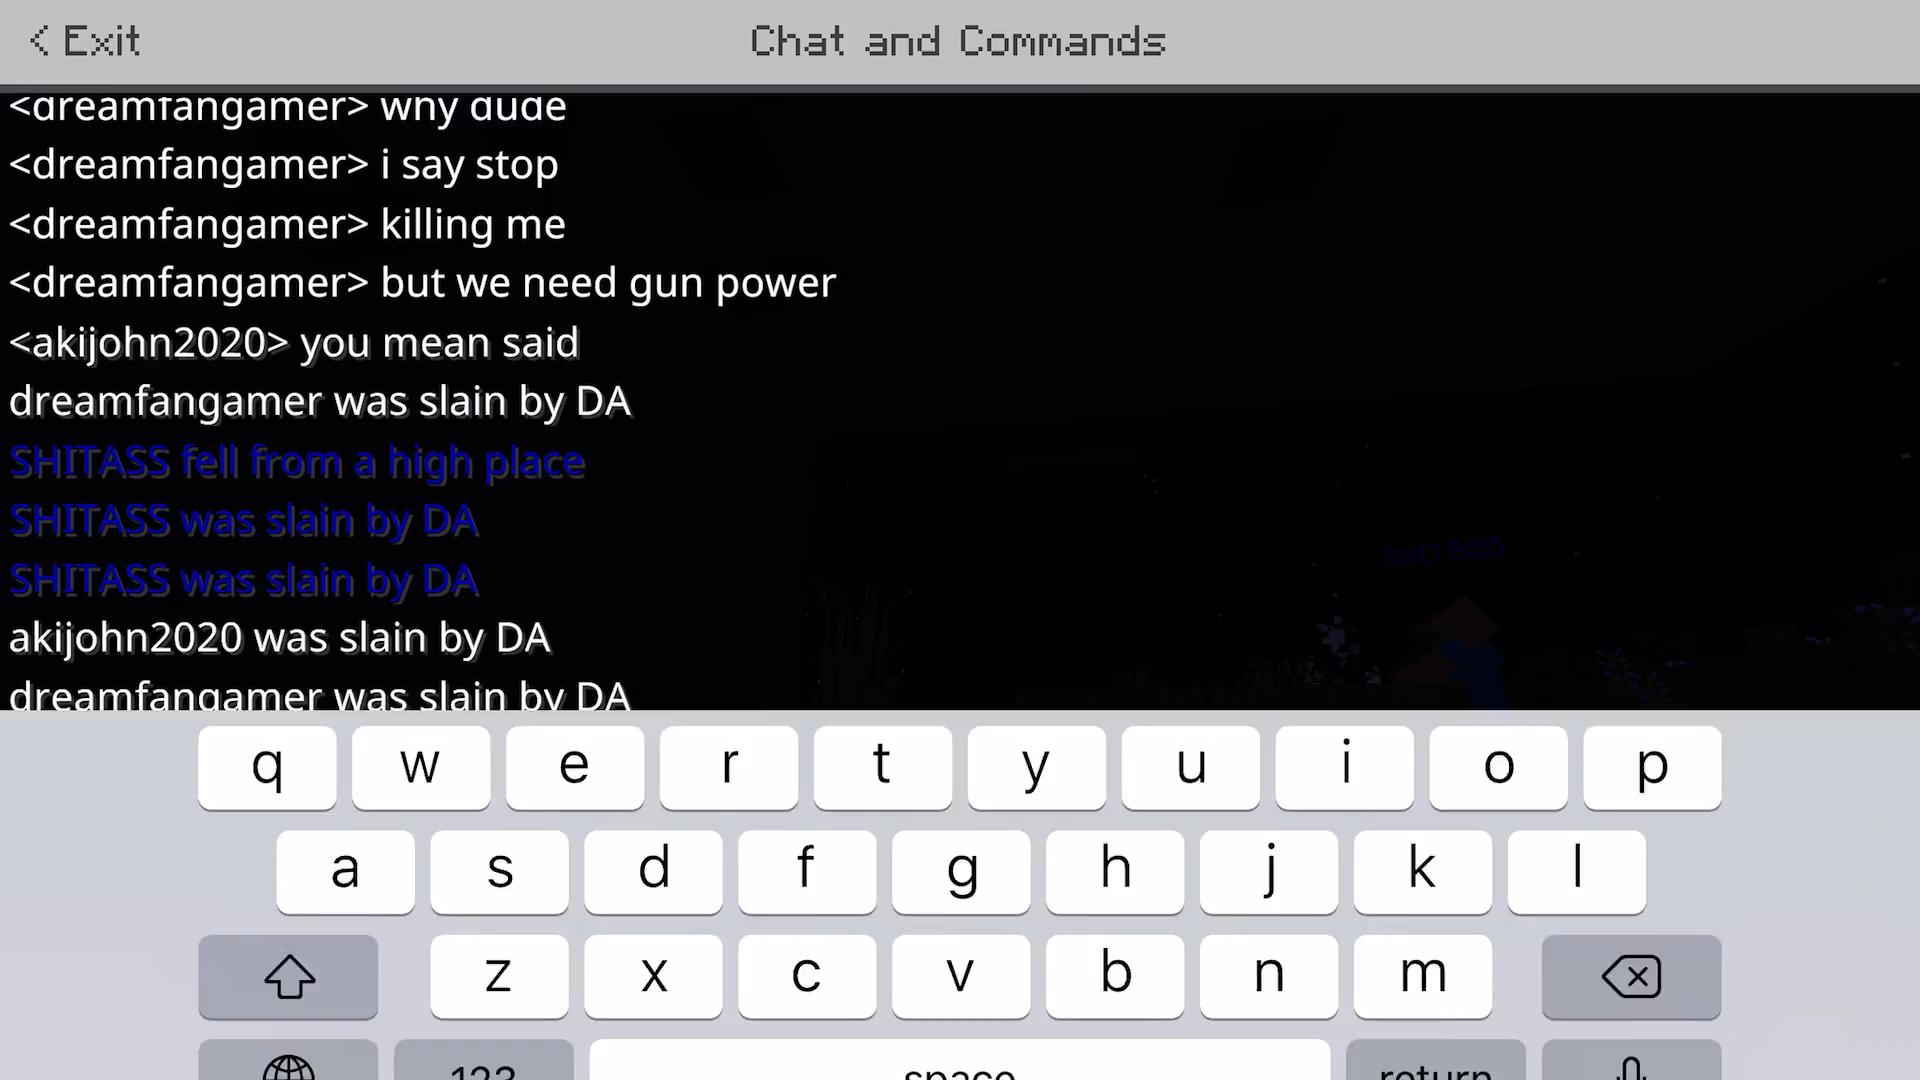 < Exit
Chat and Commands
<dreamfangamer> why dude
<dreamfangamer> i say stop
<dreamfangamer> killing me
<dreamfangamer> but we need gun power
<akijohn2020> you mean said
dreamfangamer was slain by DA
SHITASS fell from a high place
SHITASS was slain by DA
SHITASS was slain by DA
SHITASS
akijohn2020 was slain by DA
dreamfangamer was slain by DA
q w e r t y u i o p
a s d f g h j k l
z x c v b n m
123 space return